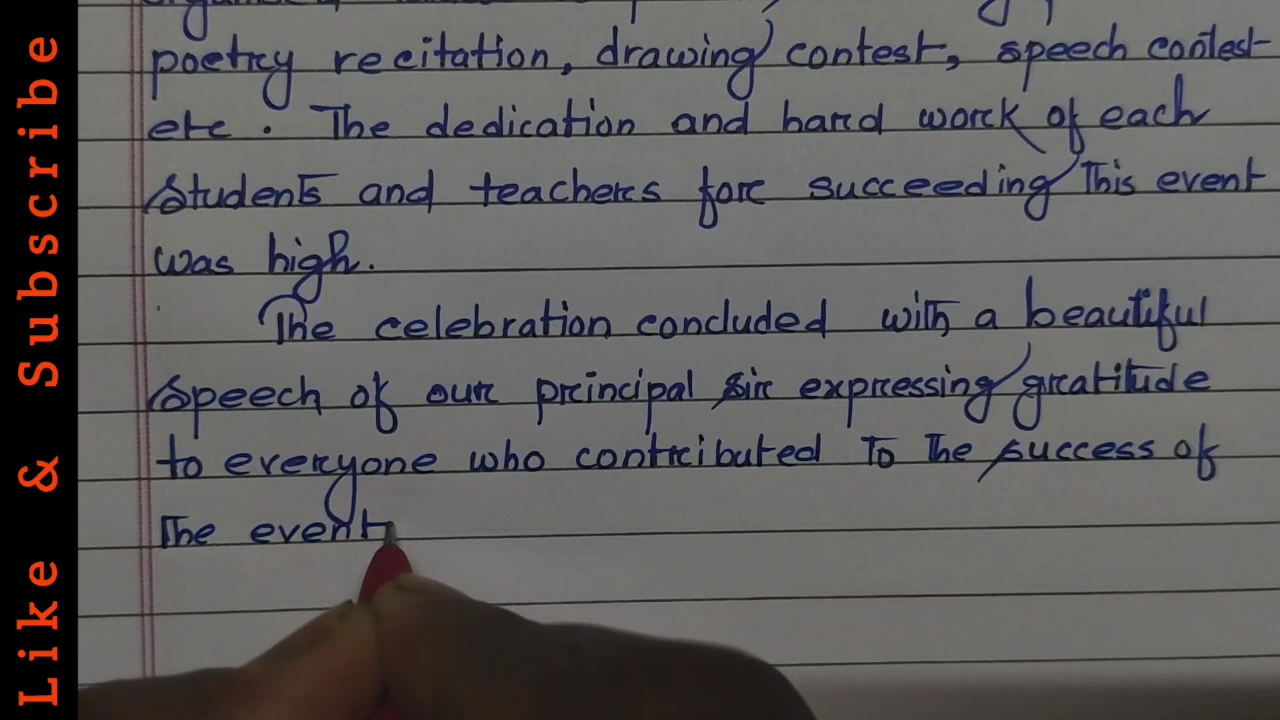 poetry recitation, drawing contest, speech contest
etc. The dedication and hard work of each
students and teachers for succeeding This event
was high.
The celebration concluded with a beautiful
speech of our principal sir expressing gratitude
to everyone who contributed To The success of
The event
Like & Subscribe